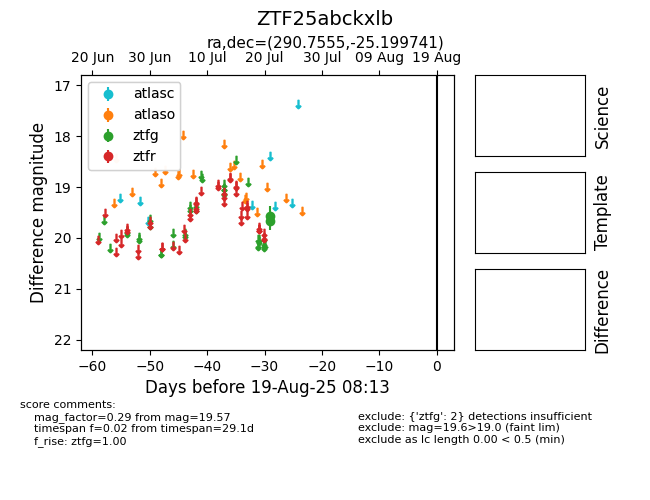 ZTF25abckxlb
ra,dec=(290.7555,-25.199741)
20 Jun 30 Jun 10 Jul 20 Jul 30 Jul 09 Aug 19 Aug
17
18
19
20
21
22
Difference magnitude
atlasc
atlaso
ztfg
ztfr
−60 −50 −40 −30 −20 −10 0
Days before 19-Aug-25 08:13
Science
Template
Difference
score comments:
mag_factor=0.29 from mag=19.57
timespan f=0.02 from timespan=29.1d
f_rise: ztfg=1.00
exclude: {'ztfg': 2} detections insufficient
exclude: mag=19.6>19.0 (faint lim)
exclude as lc length 0.00 < 0.5 (min)